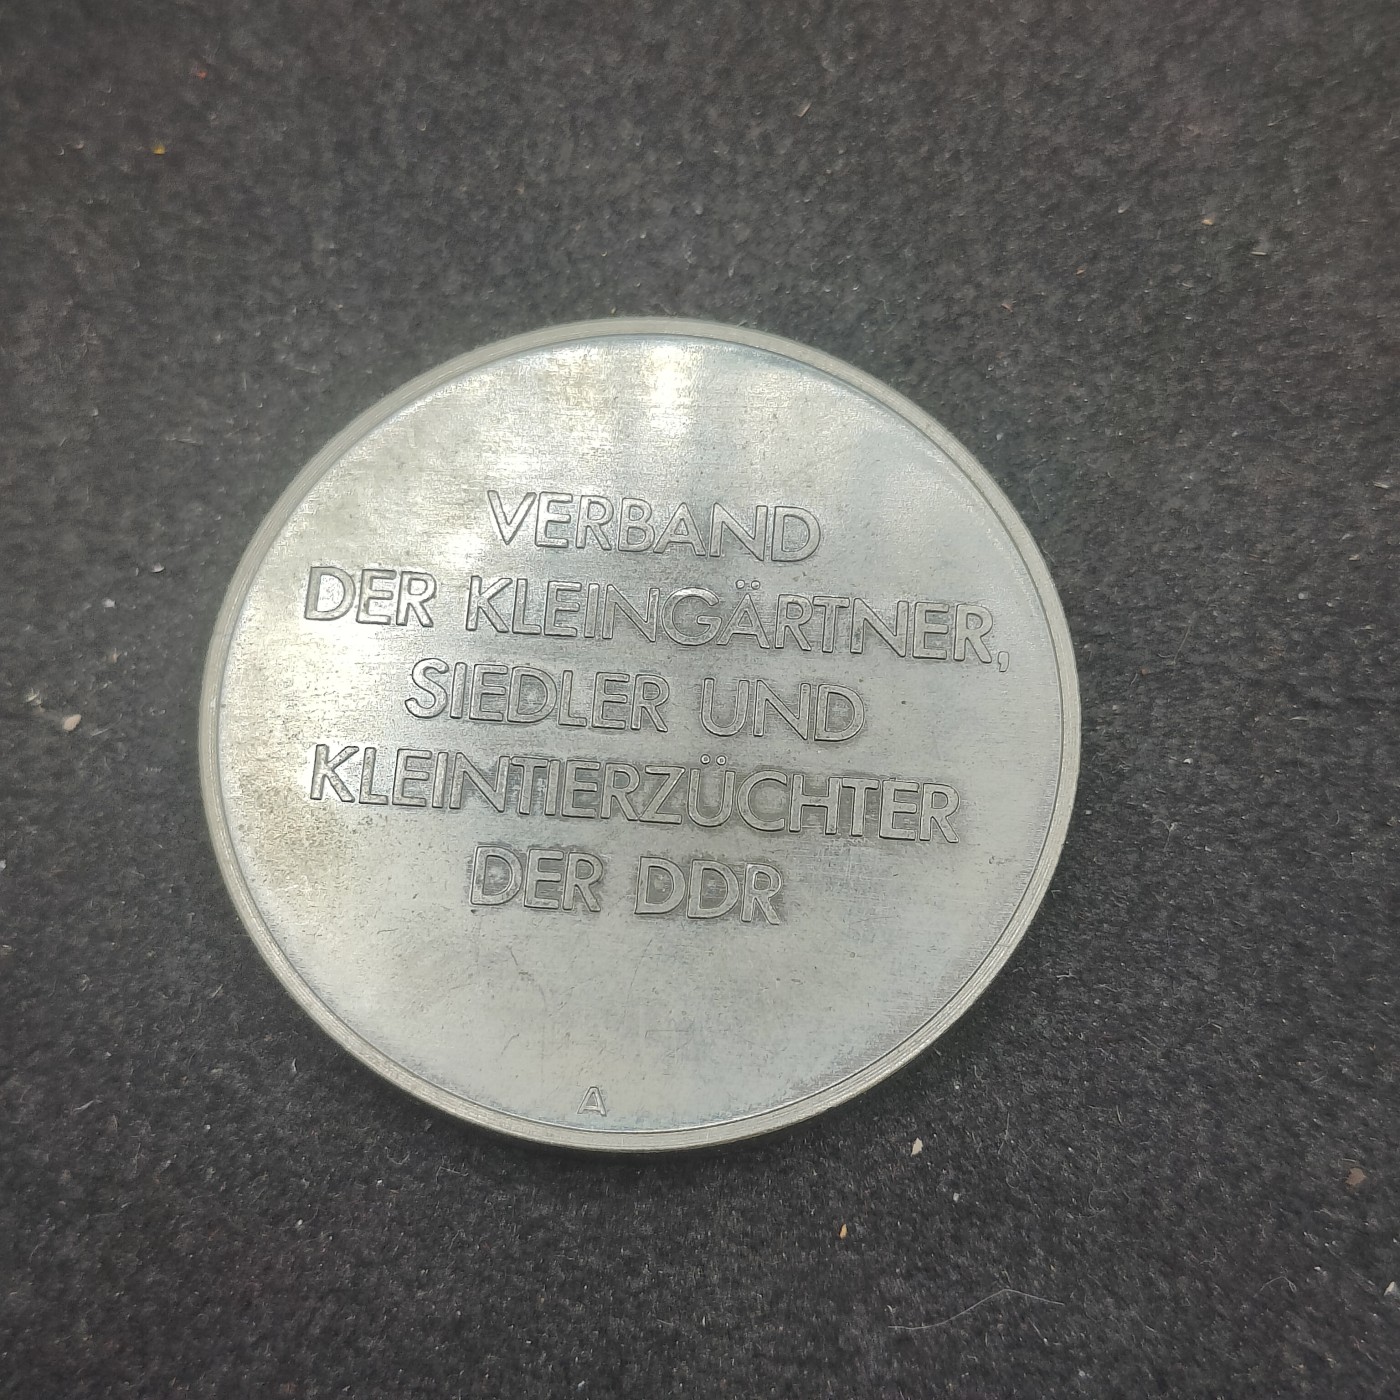 VERBAND
DER KLEINGÄRTNER,
SIEDLER UND
KLEINTIERZÜCHTER
DER DDR
A